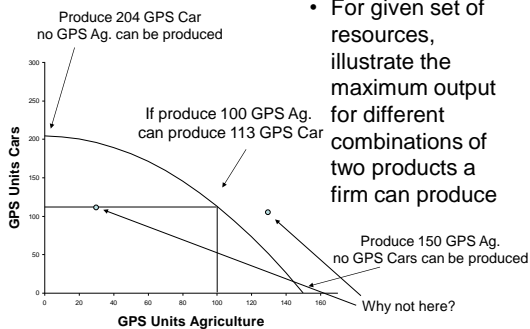 Produce 204 GPS Car
no GPS Ag. can be produced
• For given set of
resources,
illustrate the
maximum output
for different
combinations of
two products a
firm can produce
If produce 100 GPS Ag.
can produce 113 GPS Car
GPS Units Cars
300
250
200
150
100
50
0
0 20 40 60 80 100 120 140 160
GPS Units Agriculture
Produce 150 GPS Ag.
no GPS Cars can be produced
Why not here?